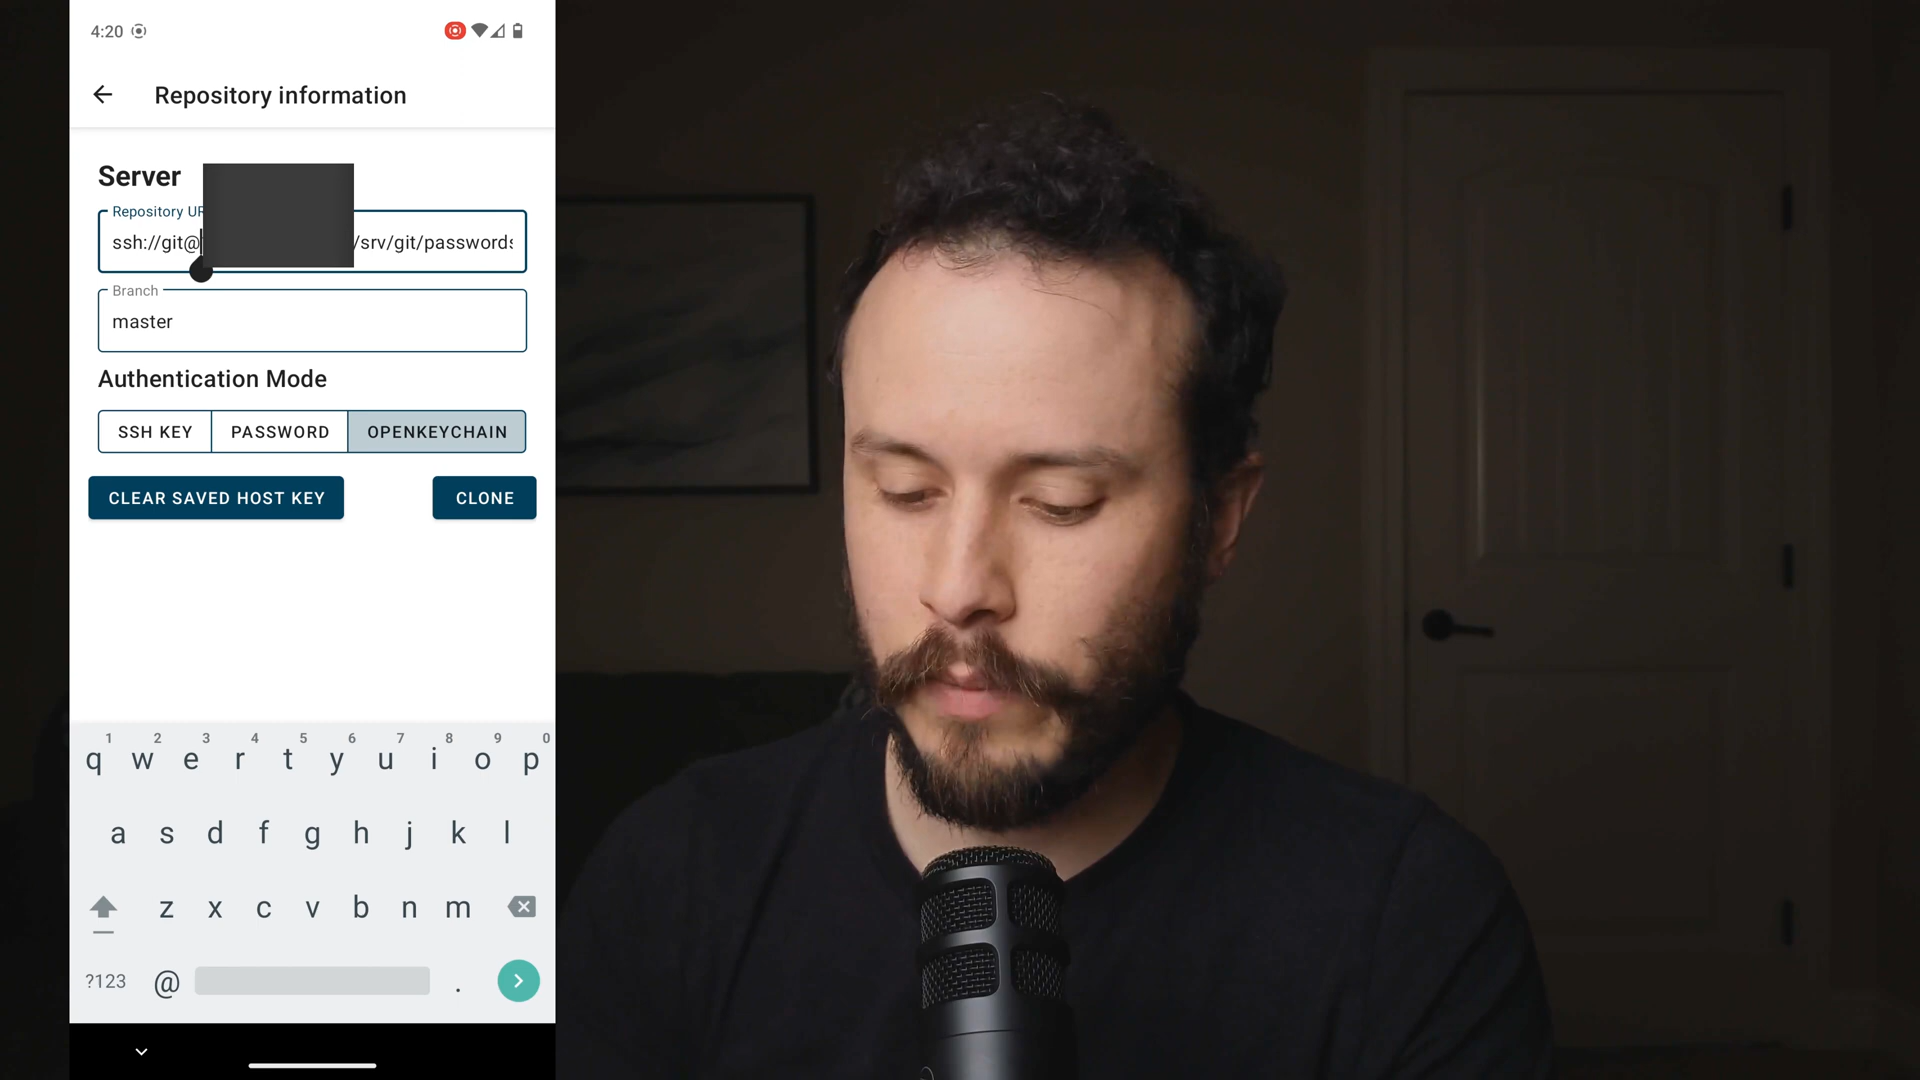 4:20
Repository information
Server
Repository
ssh://git@ /srv/git/passwords
Branch
master
Authentication Mode
SSH KEY PASSWORD OPENKEYCHAIN
CLEAR SAVED HOST KEY CLONE
1 2 3 4 5 6 7 8 9 0
q w e r t y u i o p
a s d f g h j k l
z x c v b n m
?123 @ .